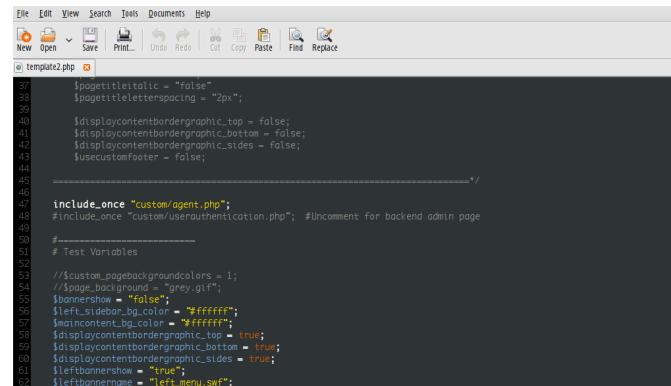 File Edit View Search Tools Documents Help
New Open Save Print... Undo Redo Cut Copy Paste Find Replace
template2.php
37 $pagetitleitalic = "false"
38 $pagetitleletterspacing = "2px";
39
40 $displaycontentbordergraphic_top = false;
41 $displaycontentbordergraphic_bottom = false;
42 $displaycontentbordergraphic_sides = false;
43 $usecustomfooter = false;
44
45 ==============================================================================*/
46
47 include_once "custom/agent.php";
48 #include_once "custom/userauthentication.php"; #Uncomment for backend admin page
49
50 #--------------------------
51 # Test Variables
52
53 //$custom_pagebackgroundcolors = 1;
54 //$page_background = "grey.gif";
55 $bannershow = "false";
56 $left_sidebar_bg_color = "#ffffff";
57 $maincontent_bg_color = "#ffffff";
58 $displaycontentbordergraphic_top = true;
59 $displaycontentbordergraphic_bottom = true;
60 $displaycontentbordergraphic_sides = true;
61 $leftbannershow = "true";
62 $leftbannername = "left_menu.swf";